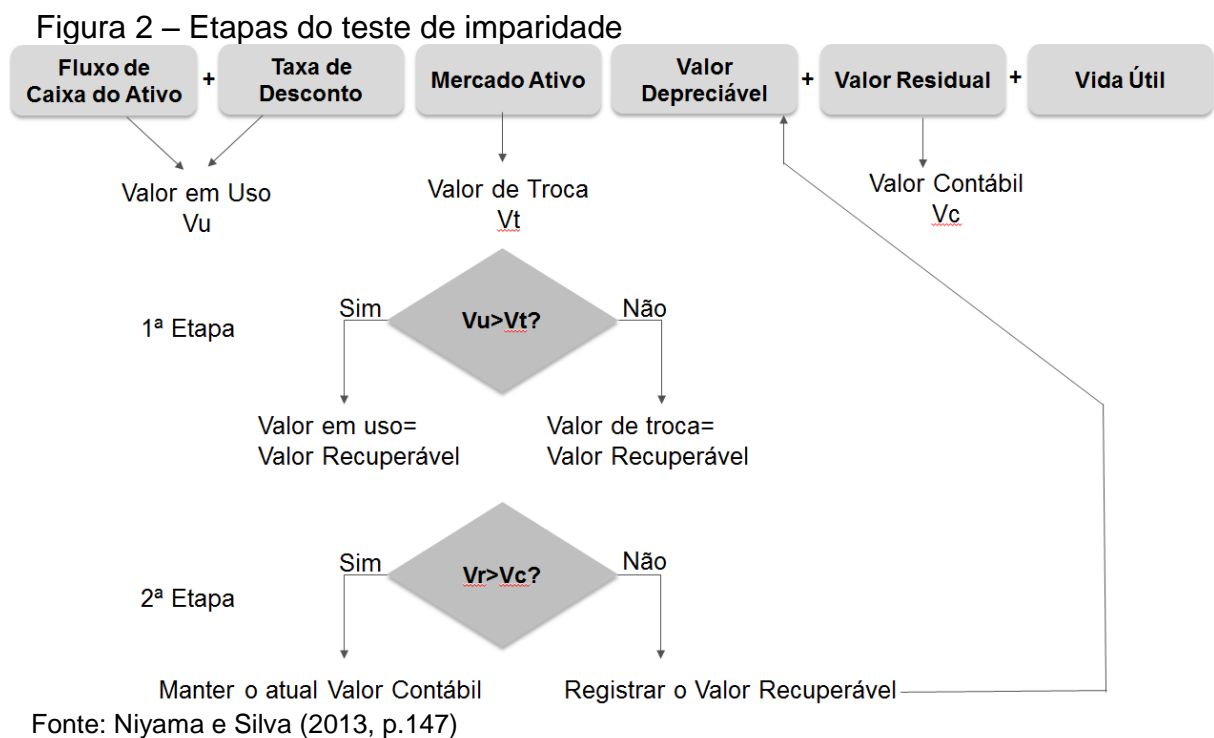 Figura 2 – Etapas do teste de imparidade
Fluxo de
Caixa do Ativo
+
Taxa de
Desconto
Mercado Ativo
Valor
Depreciável
+
Valor Residual
+
Vida Útil
Valor em Uso
Vu
Valor de Troca
Vt
Valor Contábil
Vc
1ª Etapa
Sim
Vu>Vt?
Não
Valor em uso=
Valor Recuperável
Valor de troca=
Valor Recuperável
2ª Etapa
Sim
Vr>Vc?
Não
Manter o atual Valor Contábil
Registrar o Valor Recuperável
Fonte: Niyama e Silva (2013, p.147)